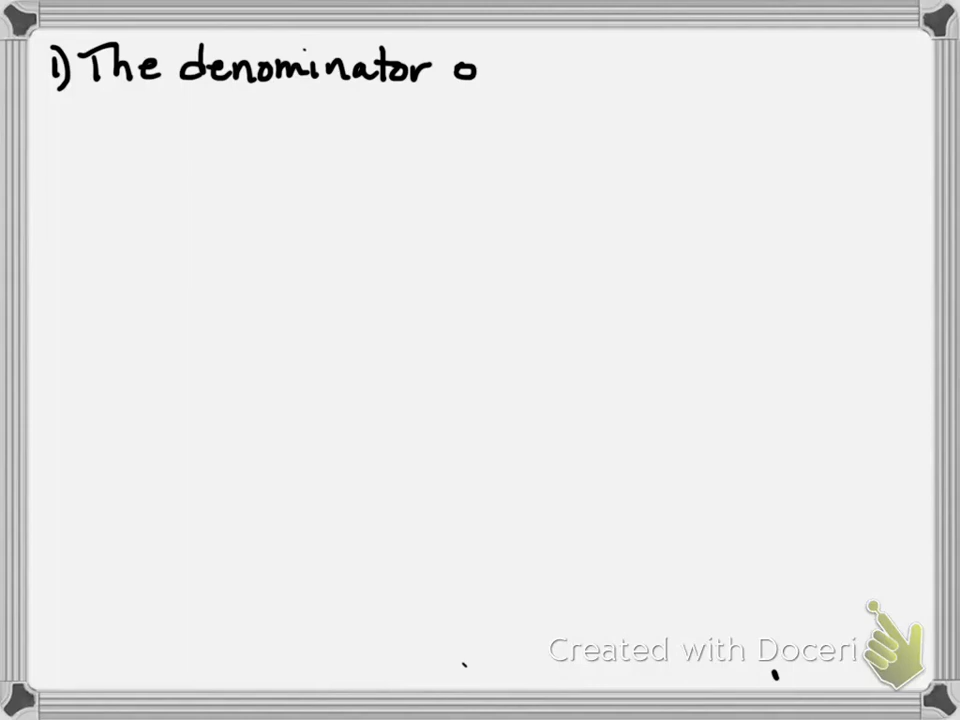 1) The denominator o
Created with Doceri